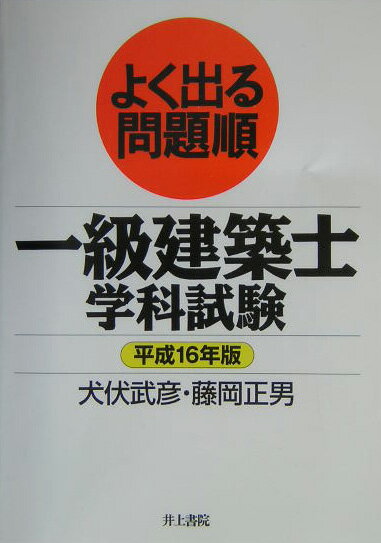 よく出る
問題順
一級建築士
学科試験
平成16年版
犬伏武彦・藤岡正男
井上書院